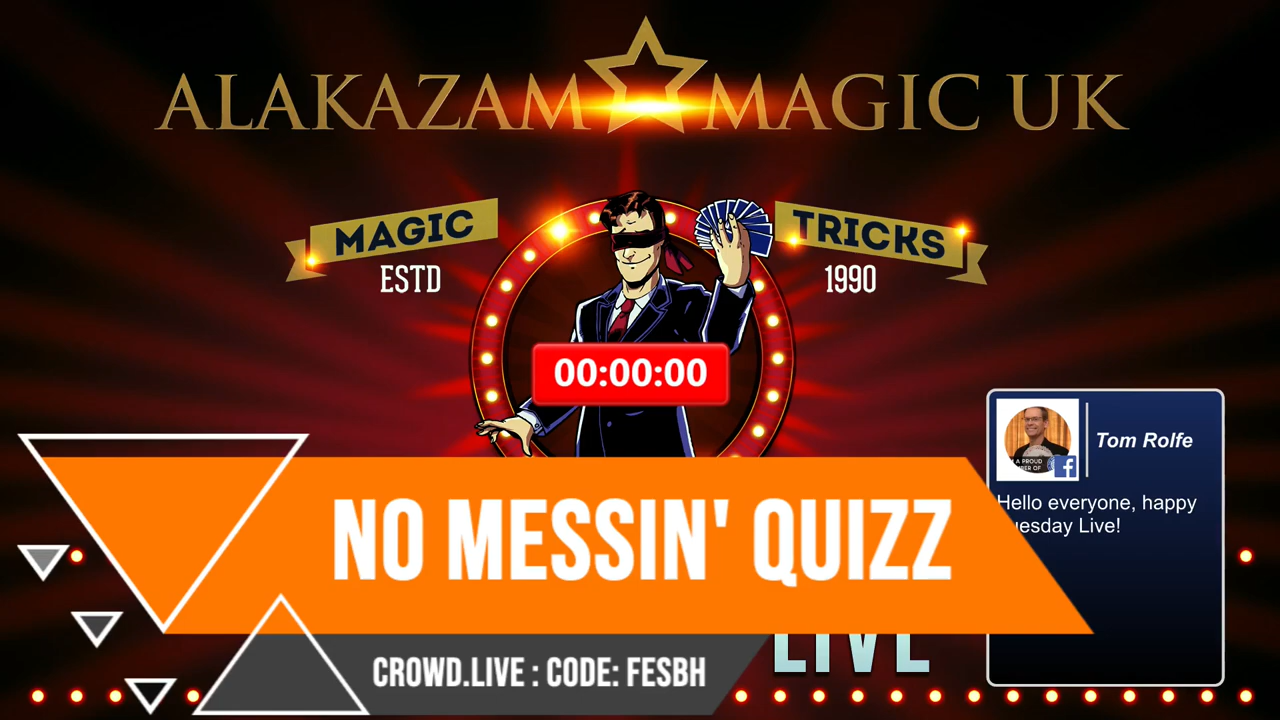 ALAKAZAM MAGIC UK
MAGIC
TRICKS
ESTD
1990
00:00:00
Tom Rolfe
Hello everyone, happy
Live!
NO MESSIN' QUIZZ
LIVE
CROWD.LIVE : CODE: FESBH